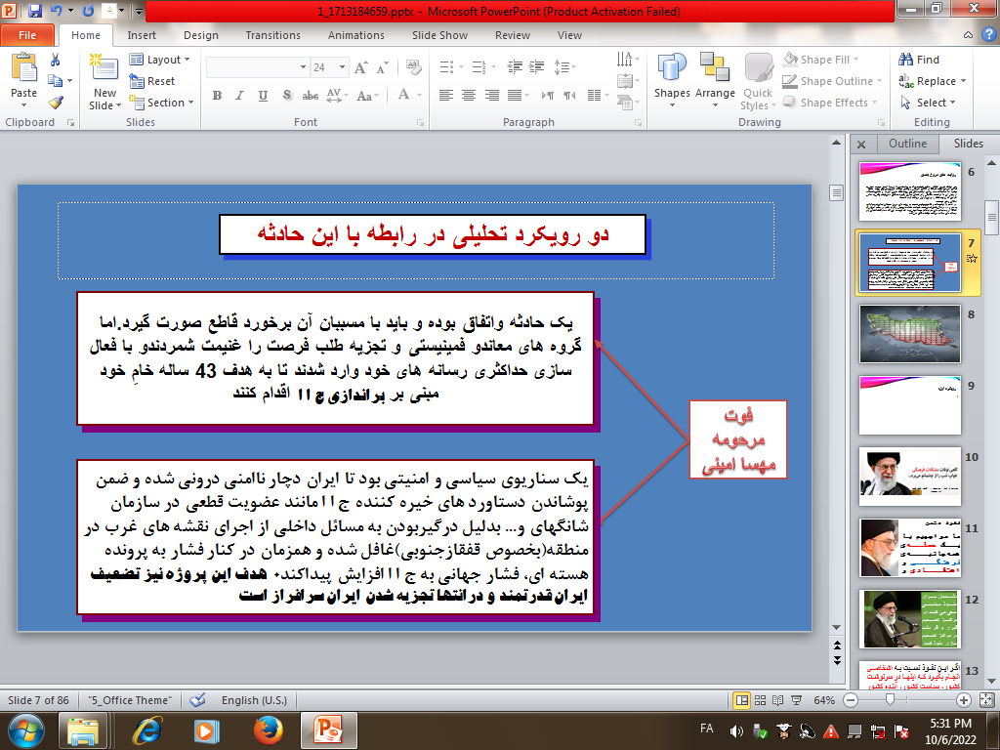 1_1713184659.pptx - Microsoft PowerPoint (Product Activation Failed)
File Home Insert Design Transitions Animations Slide Show Review View
Paste
Clipboard
New Slide
Layout
Reset
Section
Slides
24
Font
Paragraph
Shapes Arrange Quick Styles
Shape Fill
Shape Outline
Shape Effects
Drawing
Find
Replace
Select
Editing
دو رویکرد تحلیلی در رابطه با این حادثه
یک حادثه واتفاق بوده و باید با مسببان آن برخورد قاطع صورت گیرد.اما
گروه های معاندو فمینیستی و تجزیه طلب فرصت را غنیمت شمردندو با فعال
سازی حداکثری رسانه های خود وارد شدند تا به هدف 43 ساله خامِ خود
مبنی بر براندازی ج ا ا اقدام کنند
فوت
مرحومه
مهسا امینی
یک سناریوی سیاسی و امنیتی بود تا ایران دچار ناامنی درونی شده و ضمن
پوشاندن دستاورد های خیره کننده ج ا ا مانند عضویت قطعی در سازمان
شانگهای و... بدلیل درگیربودن به مسائل داخلی از اجرای نقشه های غرب در
منطقه(بخصوص قفقازجنوبی)غافل شده و همزمان در کنار فشار به پرونده
هسته ای، فشار جهانی به ج ا ا افزایش پیداکند. هدف این پروژه نیز تضعیف
ایران قدرتمند و درانتها تجزیه شدن ایران سرافراز است
Outline Slides
6
7
8
9
رویکرد اول:
10
11
12
13
Slide 7 of 86 "5_Office Theme" English (U.S.) 64%
FA
5:31 PM
10/6/2022